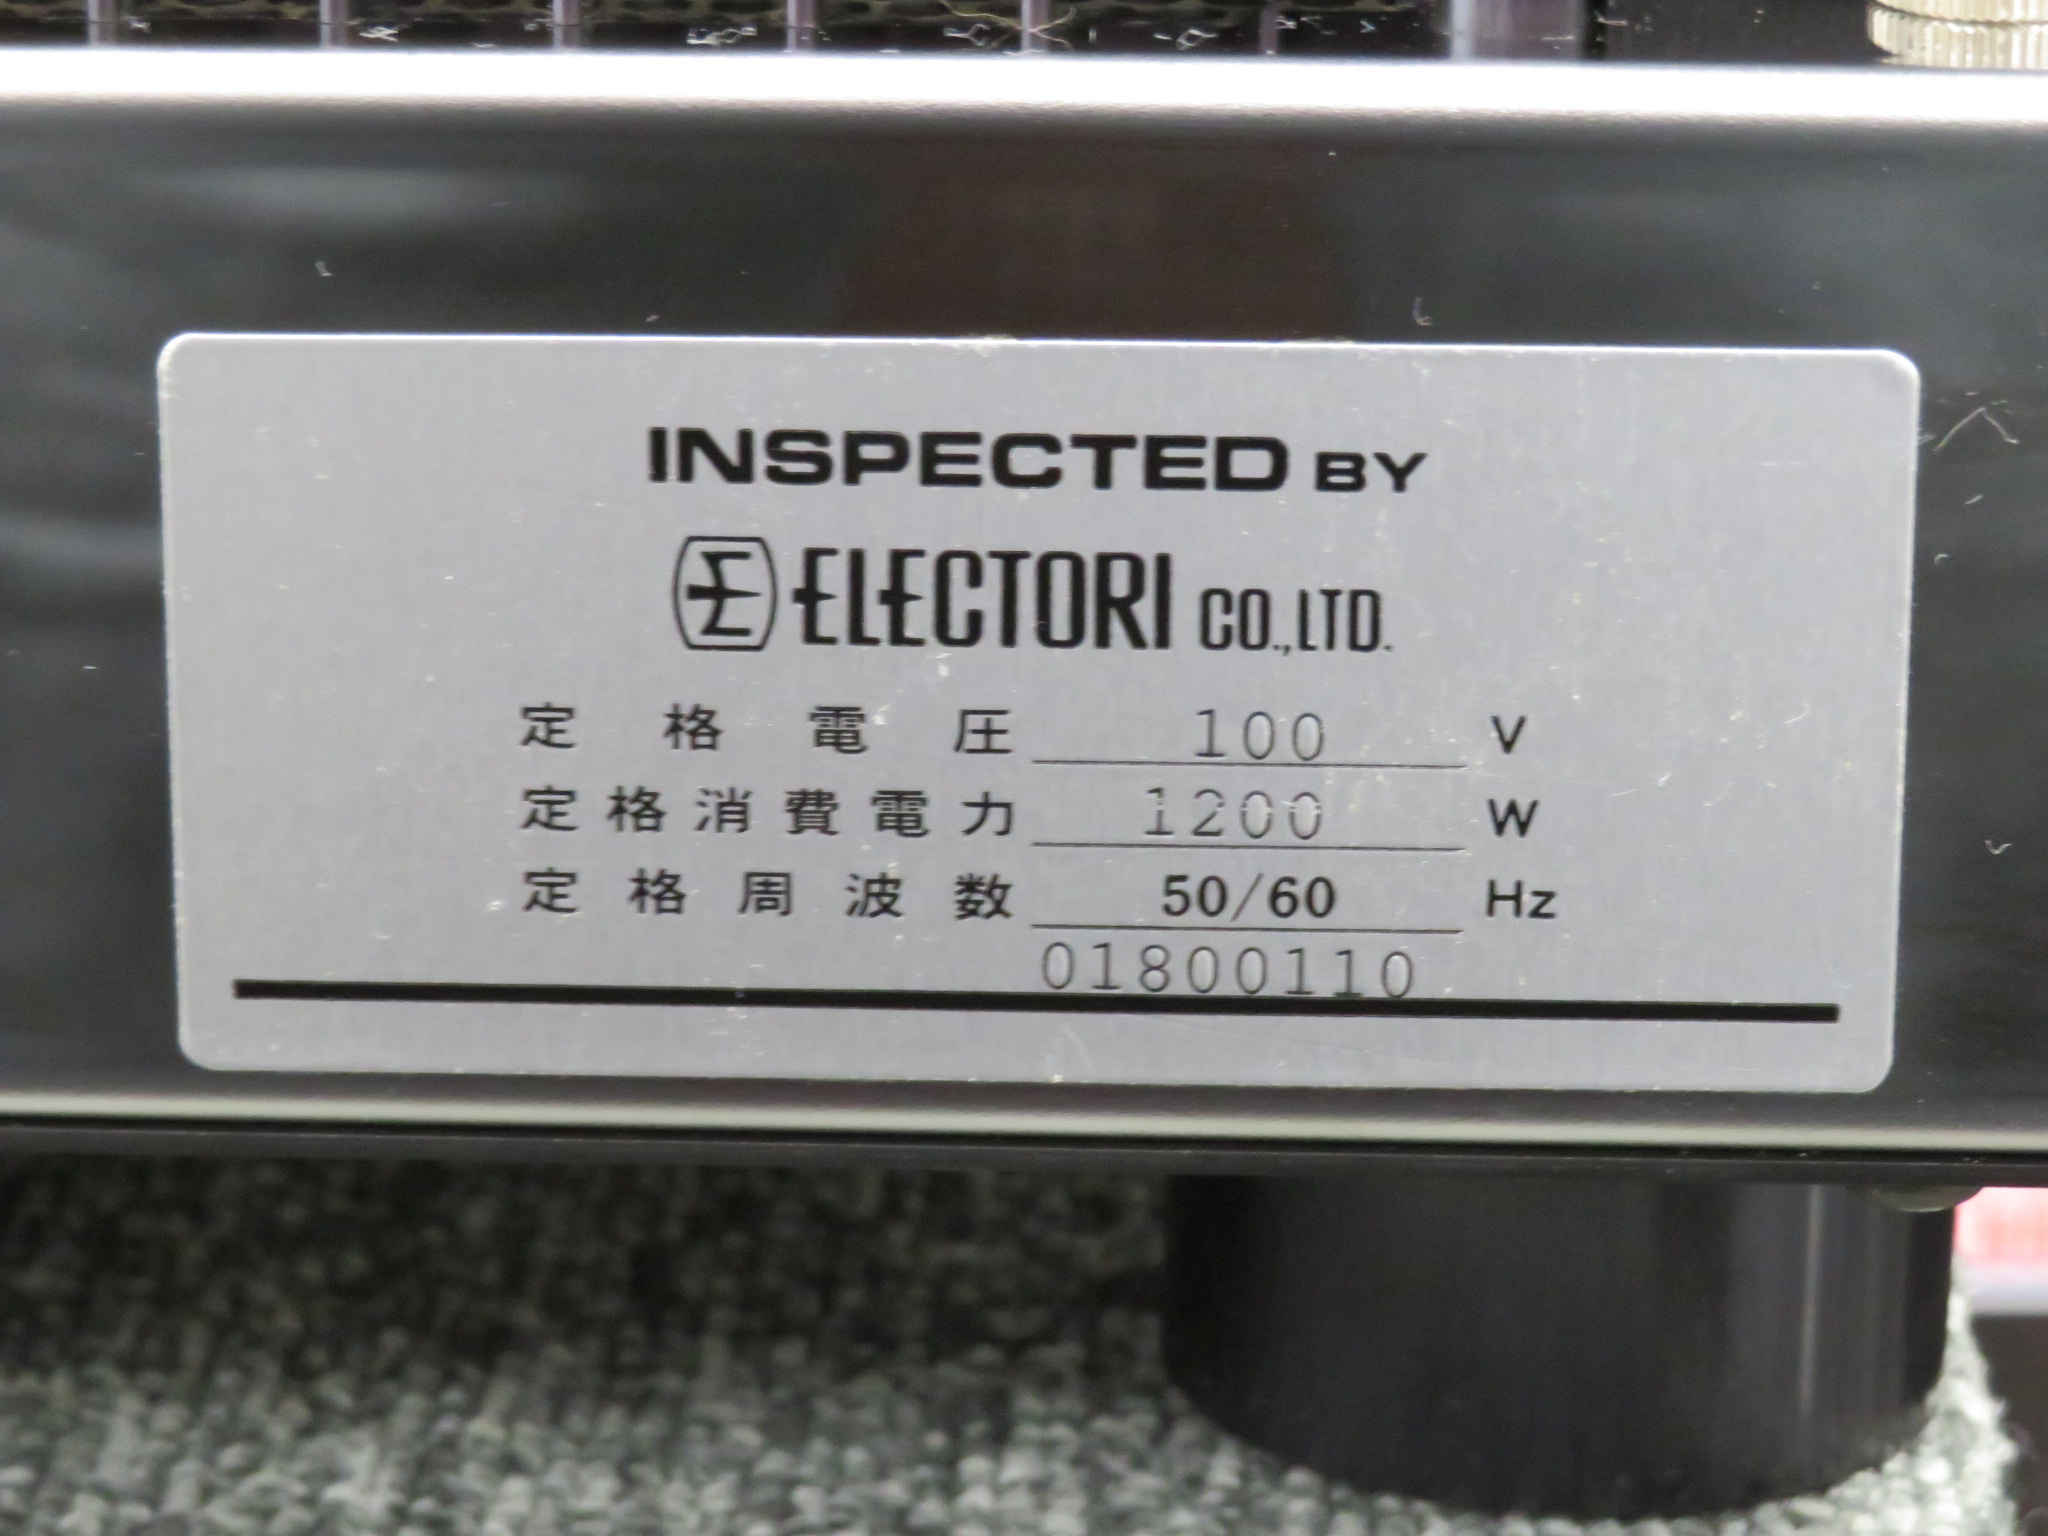 INSPECTED BY
ELECTORI CO.,LTD.
定格電圧 100 V
定格消費電力 1200 W
定格周波数 50/60 Hz
01800110